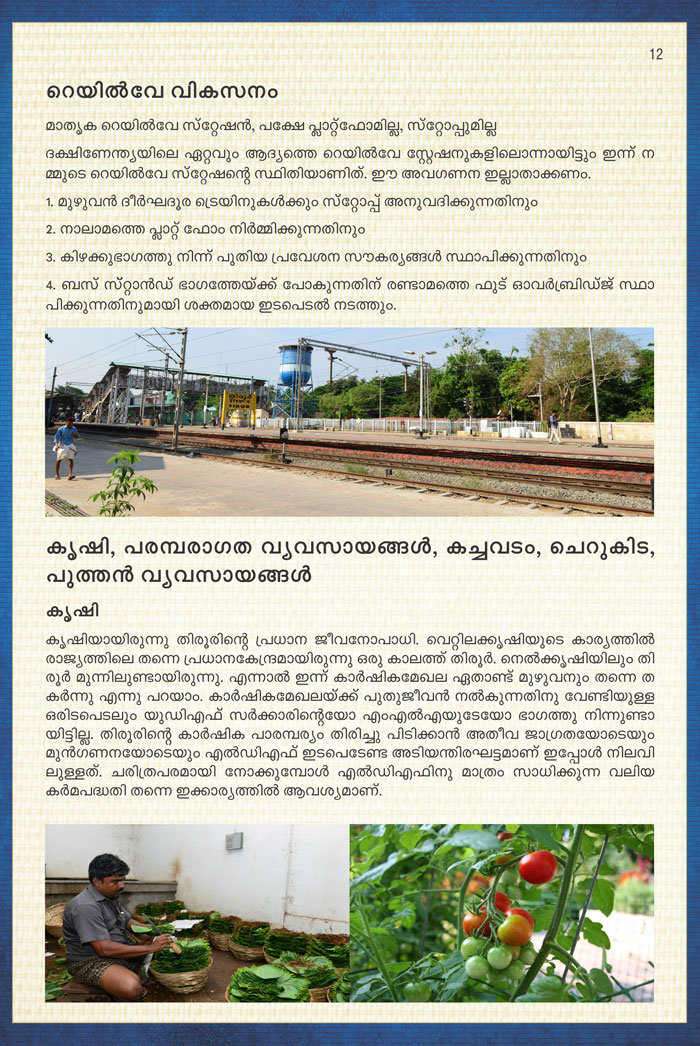 12
റെയിൽവേ വികസനം
മാതൃക റെയിൽവേ സ്റ്റേഷൻ, പക്ഷേ പ്ലാറ്റ്ഫോമില്ല, സ്റ്റോപ്പുമില്ല
ദക്ഷിണേന്ത്യയിലെ ഏറ്റവും ആദ്യത്തെ റെയിൽവേ സ്റ്റേഷനുകളിലൊന്നായിട്ടും ഇന്ന് ന
മ്മുടെ റെയിൽവേ സ്റ്റേഷന്റെ സ്ഥിതിയാണിത്. ഈ അവഗണന ഇല്ലാതാക്കണം.
1. മുഴുവൻ ദീർഘദൂര ട്രെയിനുകൾക്കും സ്റ്റോപ്പ് അനുവദിക്കുന്നതിനും
2. നാലാമത്തെ പ്ലാറ്റ് ഫോം നിർമ്മിക്കുന്നതിനും
3. കിഴക്കുഭാഗത്തു നിന്ന് പുതിയ പ്രവേശന സൗകര്യങ്ങൾ സ്ഥാപിക്കുന്നതിനും
4. ബസ് സ്റ്റാൻഡ് ഭാഗത്തേയ്ക്ക് പോകുന്നതിന് രണ്ടാമത്തെ ഫുട് ഓവർബ്രിഡ്ജ് സ്ഥാ
പിക്കുന്നതിനുമായി ശക്തമായ ഇടപെടൽ നടത്തും.
തിരൂർ
तिरूर
TIRUR
കൃഷി, പരമ്പരാഗത വ്യവസായങ്ങൾ, കച്ചവടം, ചെറുകിട,
പുത്തൻ വ്യവസായങ്ങൾ
കൃഷി
കൃഷിയായിരുന്നു തിരൂരിന്റെ പ്രധാന ജീവനോപാധി. വെറ്റിലക്കൃഷിയുടെ കാര്യത്തിൽ
രാജ്യത്തിലെ തന്നെ പ്രധാനകേന്ദ്രമായിരുന്നു ഒരു കാലത്ത് തിരൂർ. നെൽക്കൃഷിയിലും തി
രൂർ മുന്നിലുണ്ടായിരുന്നു. എന്നാൽ ഇന്ന് കാർഷികമേഖല ഏതാണ്ട് മുഴുവനും തന്നെ ത
കർന്നു എന്നു പറയാം. കാർഷികമേഖലയ്ക്ക് പുതുജീവൻ നൽകുന്നതിനു വേണ്ടിയുള്ള
ഒരിടപെടലും യുഡിഎഫ് സർക്കാരിന്റെയോ എംഎൽഎയുടേയോ ഭാഗത്തു നിന്നുണ്ടാ
യിട്ടില്ല. തിരൂരിന്റെ കാർഷിക പാരമ്പര്യം തിരിച്ചു പിടിക്കാൻ അതീവ ജാഗ്രതയോടെയും
മുൻഗണനയോടെയും എൽഡിഎഫ് ഇടപെടേണ്ട അടിയന്തിരഘട്ടമാണ് ഇപ്പോൾ നിലവി
ലുള്ളത്. ചരിത്രപരമായി നോക്കുമ്പോൾ എൽഡിഎഫിനു മാത്രം സാധിക്കുന്ന വലിയ
കർമപദ്ധതി തന്നെ ഇക്കാര്യത്തിൽ ആവശ്യമാണ്.